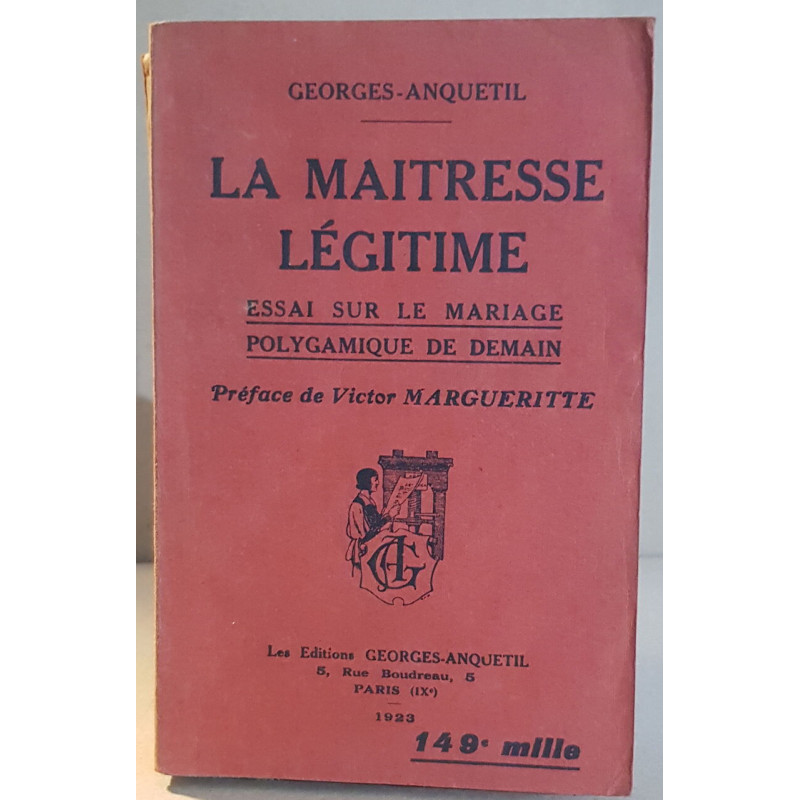 GEORGES-ANQUETIL
LA MAITRESSE
LÉGITIME
ESSAI SUR LE MARIAGE
POLYGAMIQUE DE DEMAIN
Préface de Victor MARGUERITTE
AG
Les Editions GEORGES-ANQUETIL
5, Rue Boudreau, 5
PARIS (IXe)
1923
149e mille